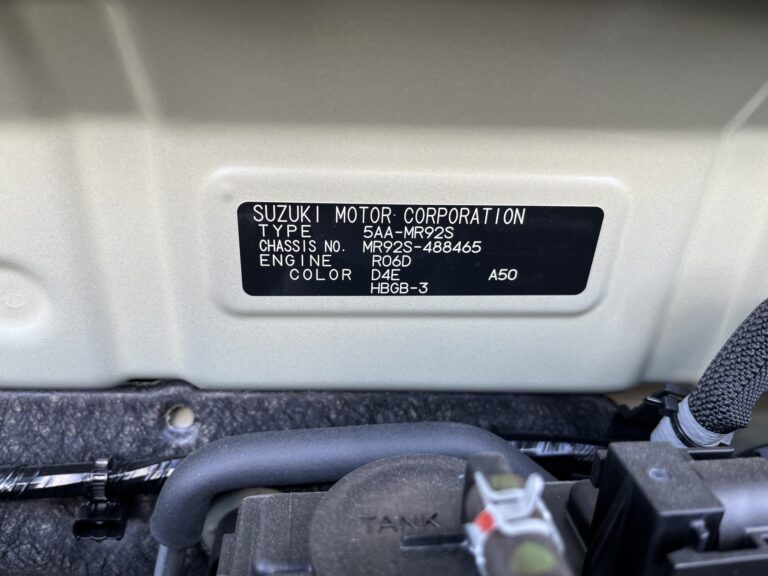 SUZUKI MOTOR CORPORATION
TYPE 5AA-MR92S
CHASSIS NO. MR92S-488465
ENGINE R06D
COLOR D4E A50
HBGB-3
TANK